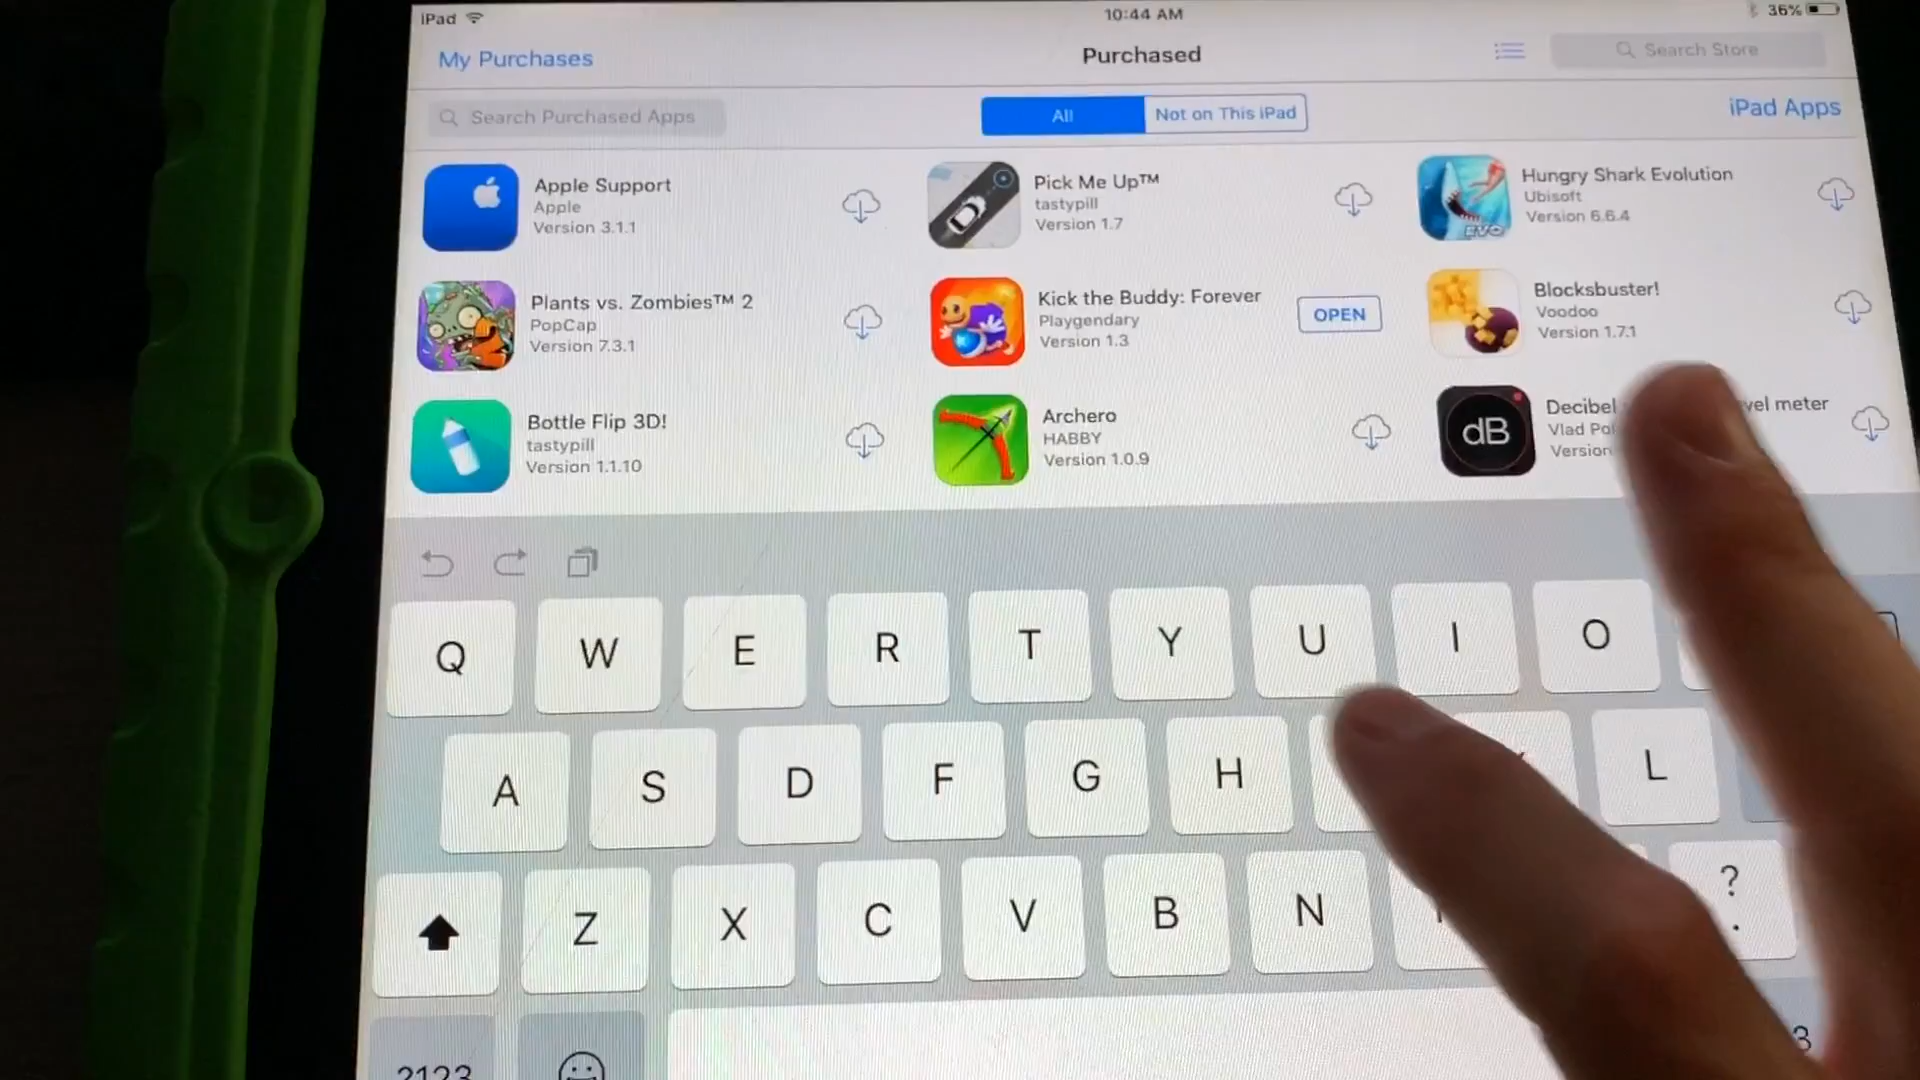 iPad
10:44 AM
36%
My Purchases
Purchased
Search Store
Search Purchased Apps
All
Not on This iPad
iPad Apps
Apple Support
Apple
Version 3.1.1
Pick Me Up™
tastypill
Version 1.7
Hungry Shark Evolution
Ubisoft
Version 6.6.4
EVO
Plants vs. Zombies™ 2
PopCap
Version 7.3.1
Kick the Buddy: Forever
Playgendary
Version 1.3
OPEN
Blocksbuster!
Voodoo
Version 1.7.1
Bottle Flip 3D!
tastypill
Version 1.1.10
Archero
HABBY
Version 1.0.9
dB
Decibel
meter
Vlad
Version
Q W E R T Y U I O
A S D F G H L
Z X C V B N ? .